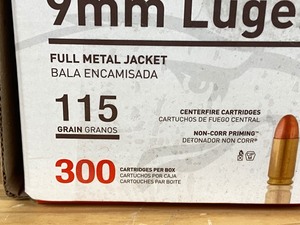 9mm Luger
FULL METAL JACKET
BALA ENCAMISADA
115
GRAIN GRANOS
CENTERFIRE CARTRIDGES
CARTUCHOS DE FUEGO CENTRAL
NON-CORR PRIMING™
DETONADOR NON CORR®
300
CARTRIDGES PER BOX
CARTUCHOS POR CAJA
CARTOUCHES PAR BOITE